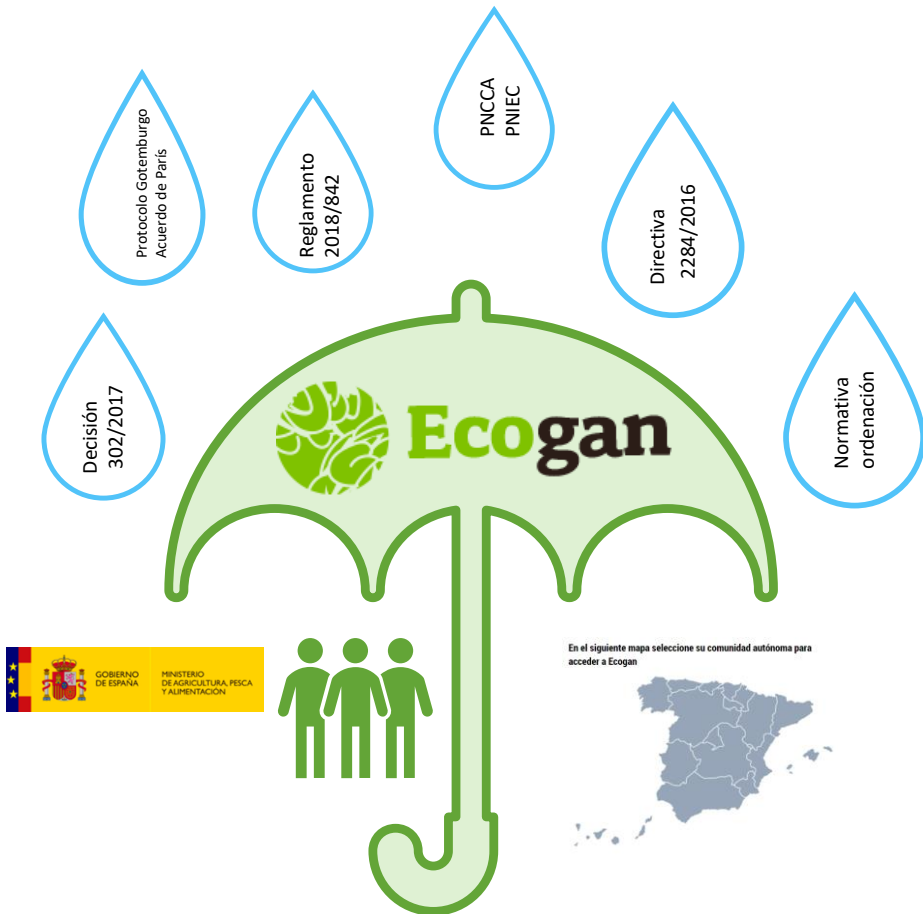 PNCCA
PNIEC
Protocolo Gotemburgo
Acuerdo de París
Reglamento
2018/842
Directiva
2284/2016
Decisión
302/2017
Normativa
ordenación
Ecogan
GOBIERNO
DE ESPAÑA
MINISTERIO
DE AGRICULTURA, PESCA
Y ALIMENTACIÓN
En el siguiente mapa seleccione su comunidad autónoma para
acceder a Ecogan